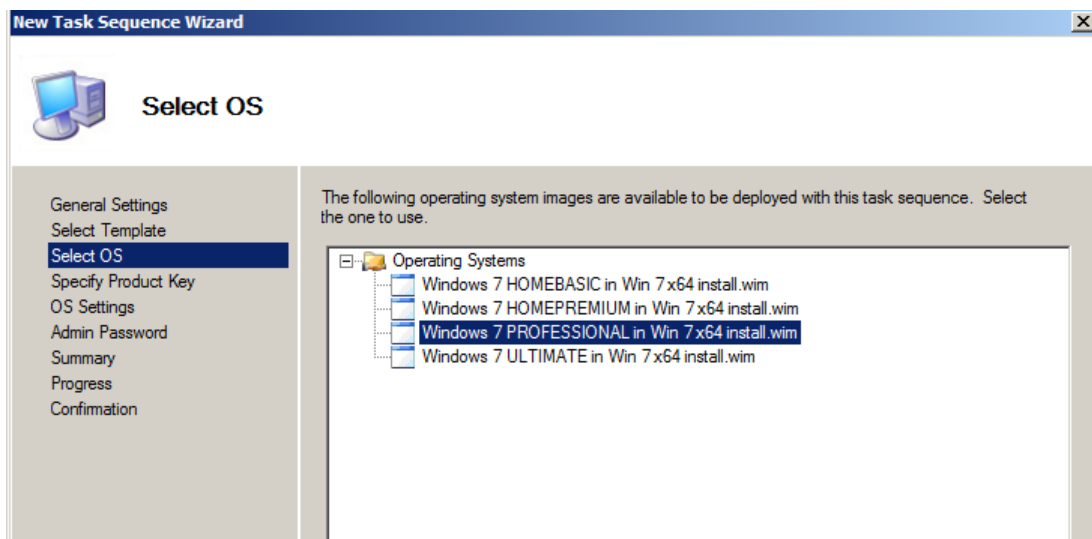 New Task Sequence Wizard
Select OS
General Settings
Select Template
Select OS
Specify Product Key
OS Settings
Admin Password
Summary
Progress
Confirmation
The following operating system images are available to be deployed with this task sequence.  Select
the one to use.
Operating Systems
Windows 7 HOMEBASIC in Win 7 x64 install.wim
Windows 7 HOMEPREMIUM in Win 7 x64 install.wim
Windows 7 PROFESSIONAL in Win 7 x64 install.wim
Windows 7 ULTIMATE in Win 7 x64 install.wim